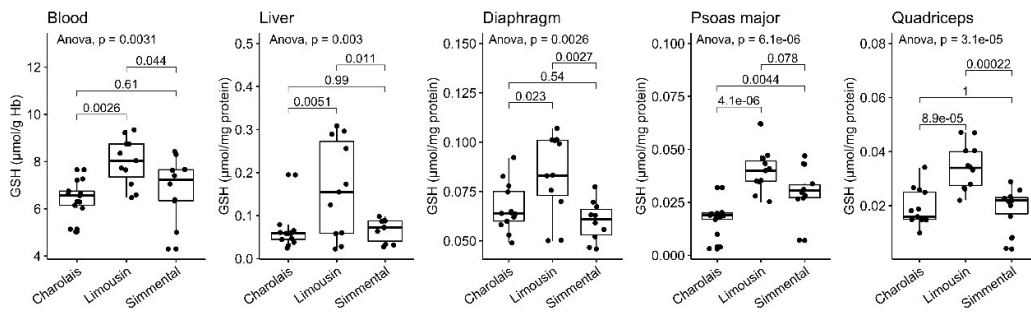 Blood
Anova, p = 0.0031
0.044
0.61
0.0026
GSH (μmol/g Hb)
12
10
8
6
4
Charolais
Limousin
Simmental
Liver
Anova, p = 0.003
0.011
0.99
0.0051
GSH (μmol/mg protein)
0.5
0.4
0.3
0.2
0.1
0.0
Charolais
Limousin
Simmental
Diaphragm
Anova, p = 0.0026
0.0027
0.54
0.023
GSH (μmol/mg protein)
0.150
0.125
0.100
0.075
0.050
Charolais
Limousin
Simmental
Psoas major
Anova, p = 6.1e-06
0.078
0.0044
4.1e-06
GSH (μmol/mg protein)
0.100
0.075
0.050
0.025
0.000
Charolais
Limousin
Simmental
Quadriceps
Anova, p = 3.1e-05
0.00022
1
8.9e-05
GSH (μmol/mg protein)
0.08
0.06
0.04
0.02
Charolais
Limousin
Simmental